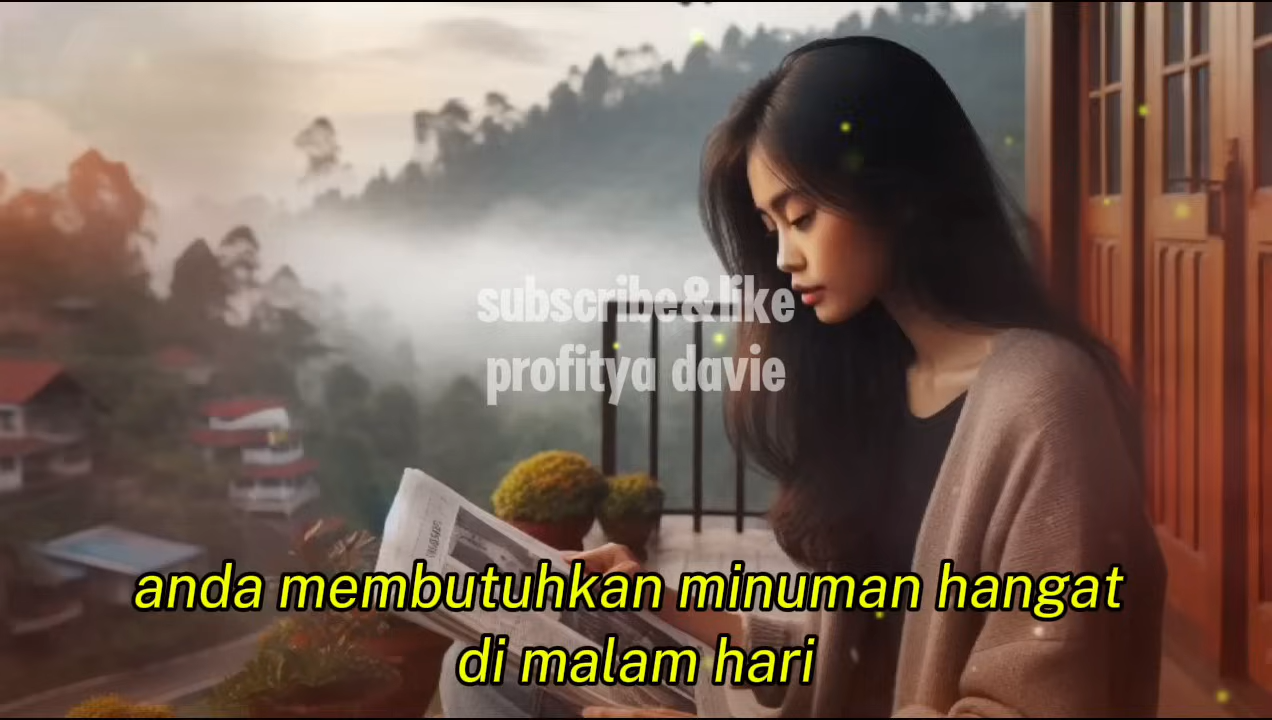 subscribe&like
profitya davie
anda membutuhkan minuman hangat
di malam hari